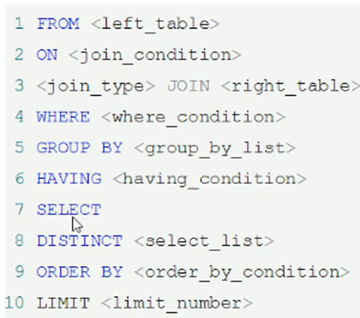 1 FROM <left_table>
2 ON <join_condition>
3 <join_type> JOIN <right_table>
4 WHERE <where_condition>
5 GROUP BY <group_by_list>
6 HAVING <having_condition>
7 SELECT
8 DISTINCT <select_list>
9 ORDER BY <order_by_condition>
10 LIMIT <limit_number>